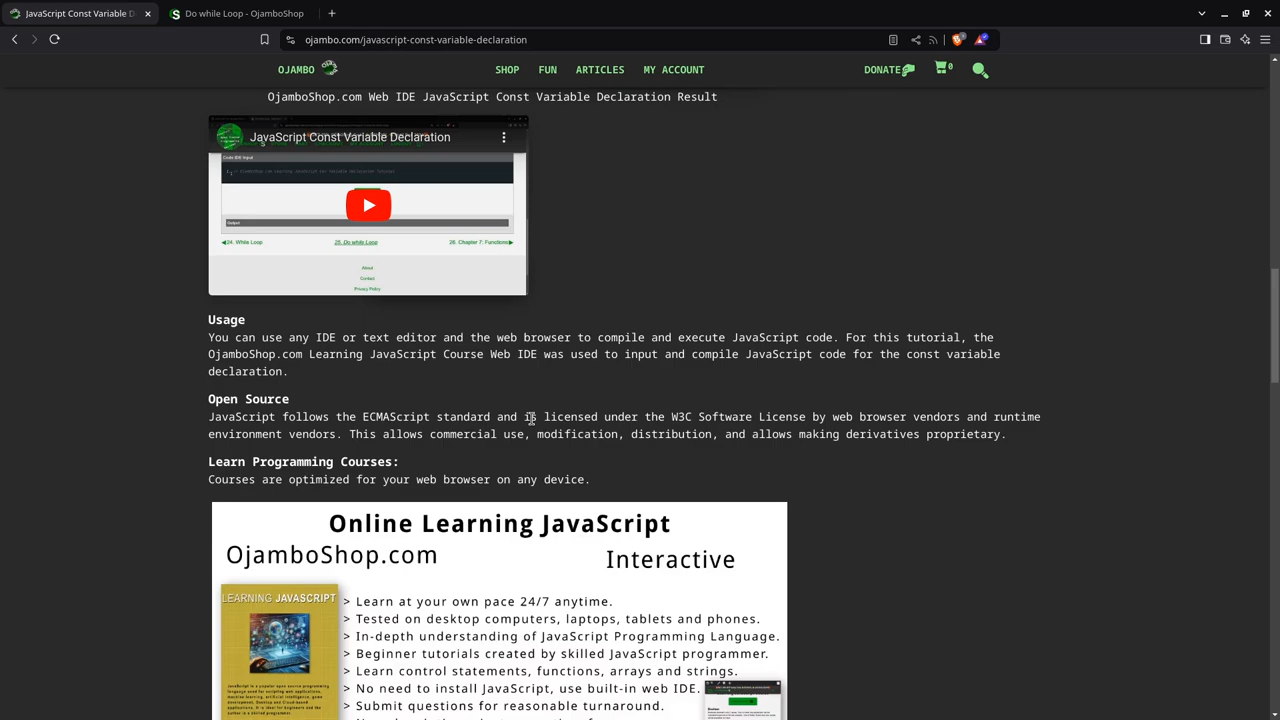 JavaScript Const Variable D
Do while Loop - OjamboShop
ojambo.com/javascript-const-variable-declaration
OJAMBO SHOP FUN ARTICLES MY ACCOUNT DONATE 0
OjamboShop.com Web IDE JavaScript Const Variable Declaration Result
JavaScript Const Variable Declaration
Code IDE Input
Output
◀24. While Loop 25. Do while Loop 26. Chapter 7: Functions▶
About
Contact
Privacy Policy
Usage
You can use any IDE or text editor and the web browser to compile and execute JavaScript code. For this tutorial, the
OjamboShop.com Learning JavaScript Course Web IDE was used to input and compile JavaScript code for the const variable
declaration.
Open Source
JavaScript follows the ECMAScript standard and is licensed under the W3C Software License by web browser vendors and runtime
environment vendors. This allows commercial use, modification, distribution, and allows making derivatives proprietary.
Learn Programming Courses:
Courses are optimized for your web browser on any device.
Online Learning JavaScript
OjamboShop.com Interactive
LEARNING JAVASCRIPT
> Learn at your own pace 24/7 anytime.
> Tested on desktop computers, laptops, tablets and phones.
> In-depth understanding of JavaScript Programming Language.
> Beginner tutorials created by skilled JavaScript programmer.
> Learn control statements, functions, arrays and strings.
> No need to install JavaScript, use built-in web IDE.
> Submit questions for review and fast turnaround.